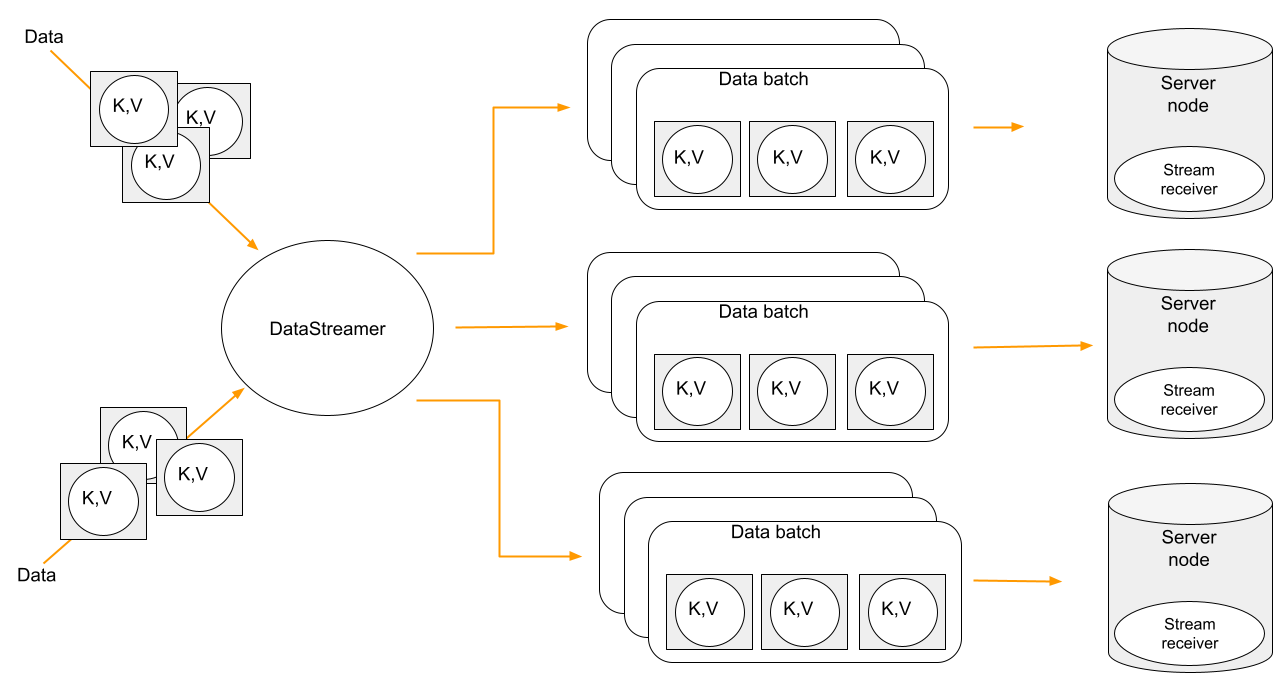 Data
K,V
K,V
K,V
DataStreamer
K,V
K,V
K,V
Data
Data batch
K,V
K,V
K,V
Server
node
Stream
receiver
Data batch
K,V
K,V
K,V
Server
node
Stream
receiver
Data batch
K,V
K,V
K,V
Server
node
Stream
receiver